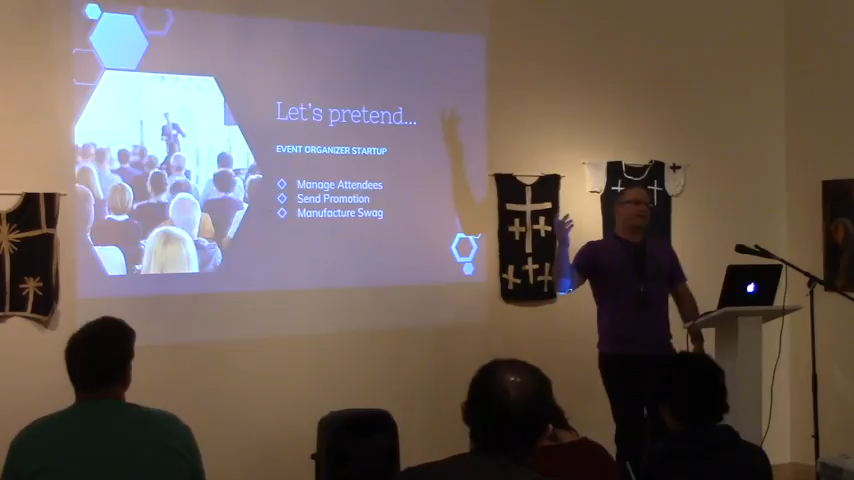 Let's pretend...
EVENT ORGANIZER STARTUP
Manage Attendees
Send Promotion
Manufacture Swag